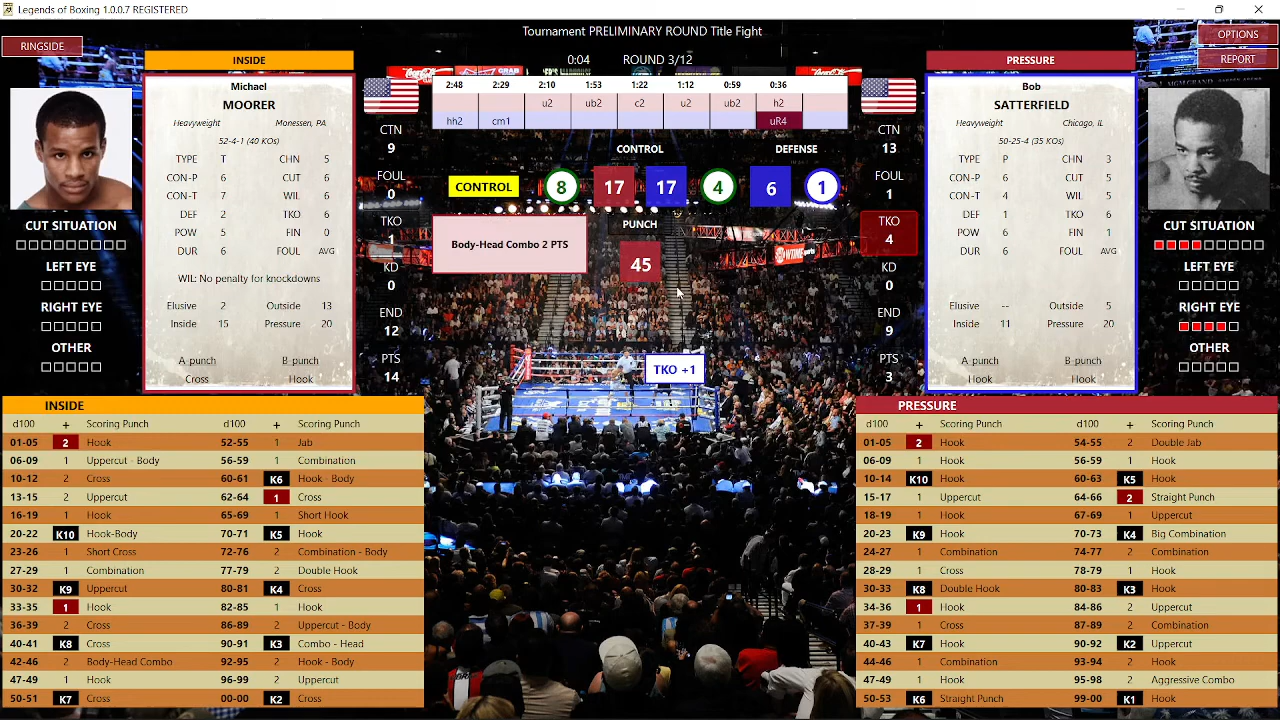 Legends of Boxing 1.0.0.7 REGISTERED
RINGSIDE
Tournament PRELIMINARY ROUND Title Fight
0:04 ROUND 3/12
OPTIONS
REPORT
INSIDE
Michael
MOORER
Heavyweight Monessen, PA
52-4-1 (40 KOs)
TYPE T CHN 5
CON-P 6 CUT 6
CON-T 7 WIL 5
DEF 2 TKO 6
POW 5 FIN 0
DUR 6 FOUL AVG
WIL: No penalty for knockdowns
Elusive 2 Outside 13
Inside 15 Pressure 20
A-punch B-punch
Cross Hook
CUT SITUATION
LEFT EYE
RIGHT EYE
OTHER
CTN
9
FOUL
0
TKO
1
KD
0
END
12
PTS
14
2:48 2:29 2:10 1:53 1:22 1:12 0:59 0:36
u2 ub2 c2 u2 ub2 h2
hh2 cm1 uR4
CONTROL DEFENSE
CONTROL 8 17 17 4 6 1
PUNCH
Body-Head Combo 2 PTS
45
TKO +1
CTN
13
FOUL
1
TKO
4
KD
0
END
9
PTS
3
PRESSURE
Bob
SATTERFIELD
Heavyweight Chicago, IL
50-25-4 (35 KOs)
TYPE P CHN 3
CON-P 6 CUT 6
CON-T 4 WIL 5
DEF 1 TKO 5
POW 6 FIN 1
DUR 6 FOUL AVG
Elusive -- Outside 5
Inside 11 Pressure 20
A-punch B-punch
Hook Hook
CUT SITUATION
LEFT EYE
RIGHT EYE
OTHER
INSIDE
d100 + Scoring Punch d100 + Scoring Punch
01-05 2 Hook 52-55 1 Jab
06-09 1 Uppercut - Body 56-59 1 Combination
10-12 2 Cross 60-61 K6 Hook - Body
13-15 2 Uppercut 62-64 1 Cross
16-19 1 Hook 65-69 1 Short Hook
20-22 K10 Hook-Body 70-71 K5 Hook
23-26 1 Short Cross 72-76 2 Combination - Body
27-29 1 Combination 77-79 2 Double Hook
30-32 K9 Uppercut 80-81 K4 Cross
33-35 1 Hook 82-85 1 Hook
36-39 2 Cross 86-89 2 Uppercut - Body
40-41 K8 Cross 90-91 K3 Combo - Head
42-46 2 Body-Head Combo 92-95 2 Hook - Body
47-49 1 Hook 96-99 2 Uppercut
50-51 K7 Cross 00-00 K2 Cross
PRESSURE
d100 + Scoring Punch d100 + Scoring Punch
01-05 2 Hook 54-55 2 Double Jab
06-09 1 Hook 56-59 1 Hook
10-14 K10 Hook 60-63 K5 Hook
15-17 1 Uppercut 64-66 2 Straight Punch
18-19 1 Hook 67-69 1 Uppercut
20-23 K9 Hook 70-73 K4 Big Combination
24-27 1 Combination 74-77 2 Combination
28-29 1 Cross 78-79 1 Hook
30-33 K8 Double Hook 80-83 K3 Hook
34-36 1 Hook 84-86 2 Uppercut
37-39 1 Cross 87-89 2 Combination
40-43 K7 Hook 90-92 K2 Uppercut
44-46 1 Combination 93-94 2 Hook
47-49 1 Hook 95-98 2 Aggressive Combo
50-53 K6 Straight Punch 99-00 K1 Hook